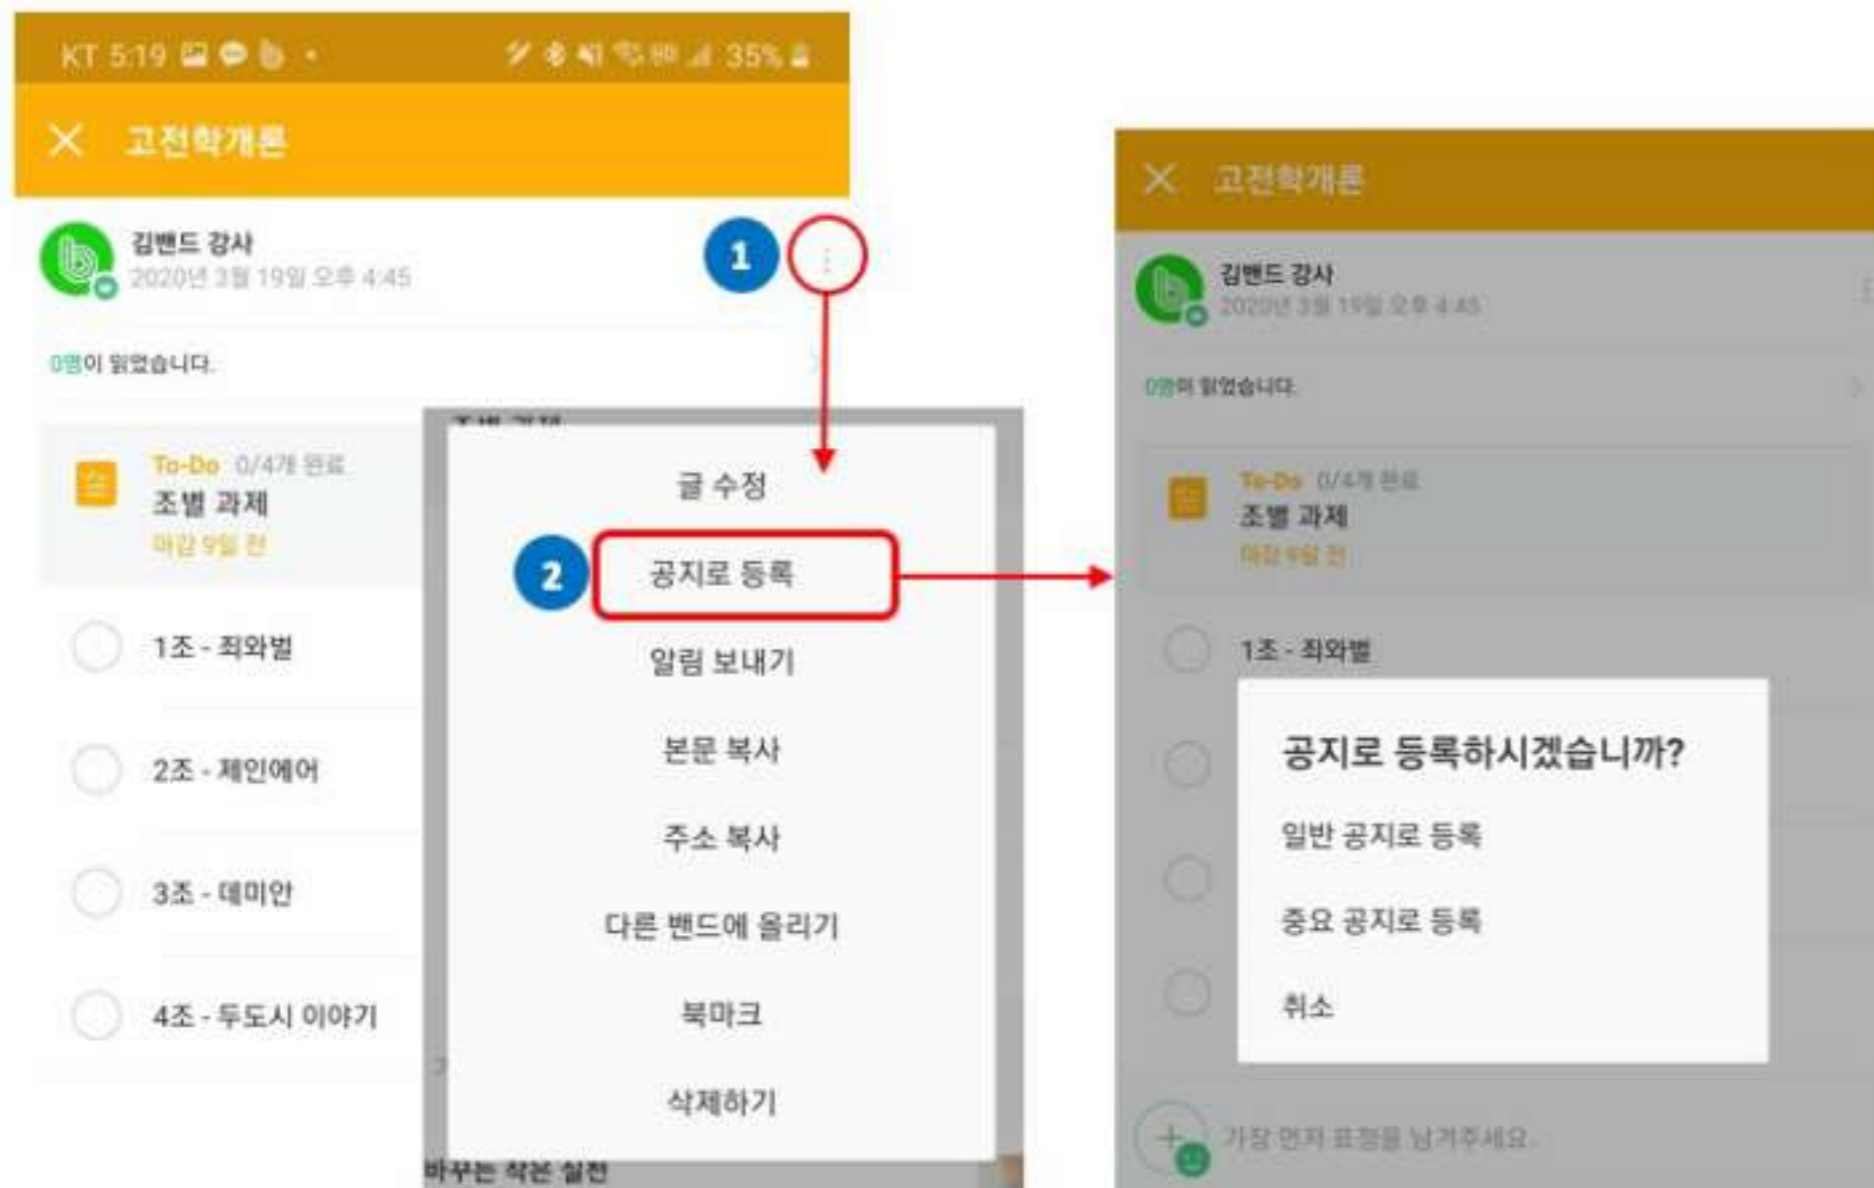 KT 5:19
35%
고전학개론
김밴드 강사
2020년 3월 19일 오후 4:45
1
0명이 읽었습니다.
To-Do 0/4개 완료
조별 과제
마감 9일 전
1조 - 죄와벌
2조 - 제인에어
3조 - 데미안
4조 - 두도시 이야기
조별 과제
글 수정
2
공지로 등록
알림 보내기
본문 복사
주소 복사
다른 밴드에 올리기
북마크
삭제하기
바꾸는 작은 실천
고전학개론
김밴드 강사
2020년 3월 19일 오후 4:45
0명이 읽었습니다.
To-Do 0/4개 완료
조별 과제
마감 9일 전
1조 - 죄와벌
공지로 등록하시겠습니까?
일반 공지로 등록
중요 공지로 등록
취소
가장 먼저 표정을 남겨주세요.